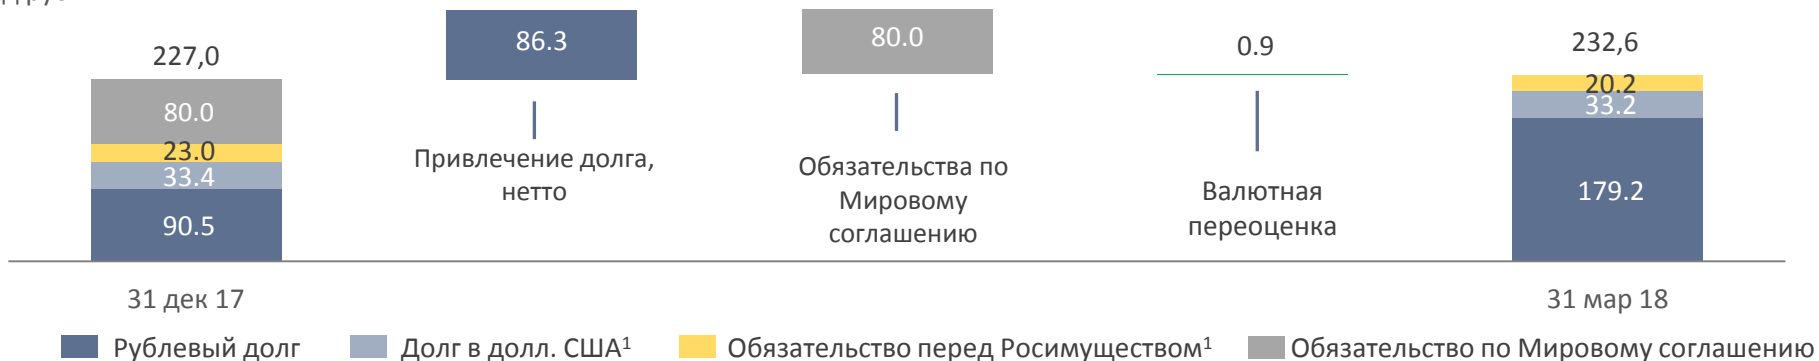 227,0
80.0
23.0
33.4
90.5
31 дек 17
86.3
Привлечение долга,
нетто
80.0
Обязательства по
Мировому
соглашению
0.9
Валютная
переоценка
232,6
20.2
33.2
179.2
31 мар 18
Рублевый долг
Долг в долл. США¹
Обязательство перед Росимуществом¹
Обязательство по Мировому соглашению